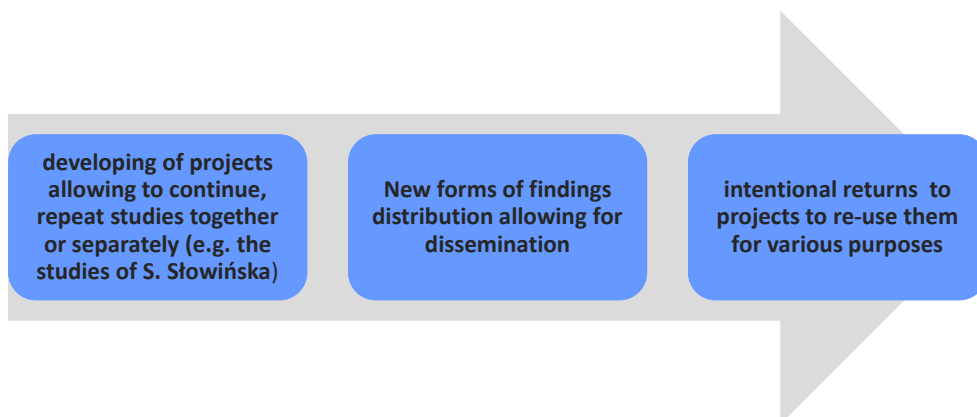 developing of projects
allowing to continue,
repeat studies together
or separately (e.g. the
studies of S. Słowińska)
New forms of findings
distribution allowing for
dissemination
intentional returns  to
projects to re-use them
for various purposes